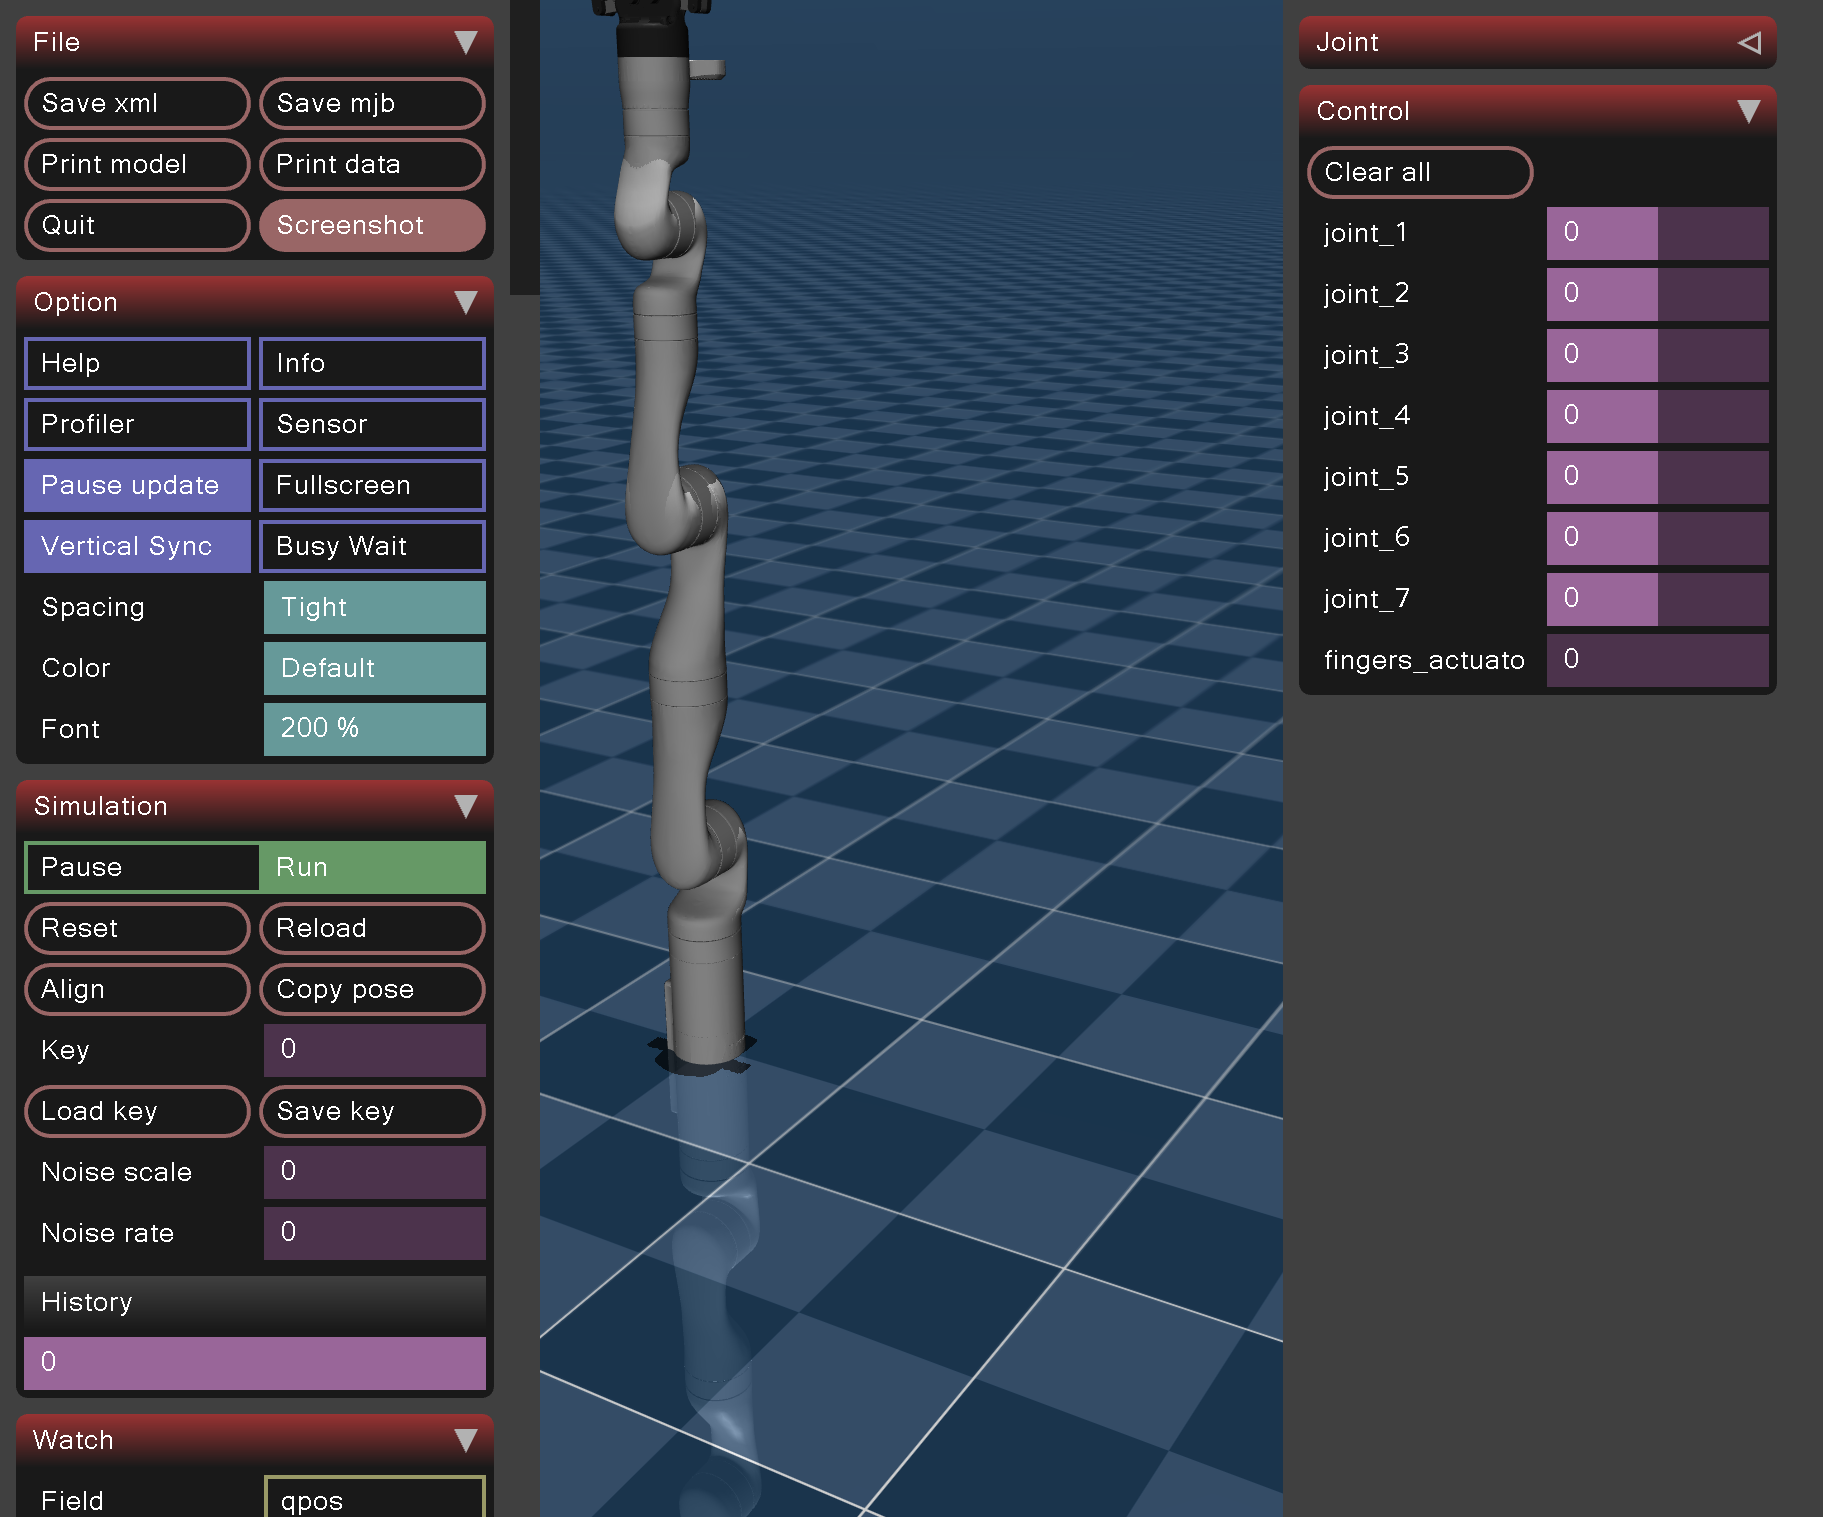 File
Save xml Save mjb
Print model Print data
Quit Screenshot
Option
Help Info
Profiler Sensor
Pause update Fullscreen
Vertical Sync Busy Wait
Spacing Tight
Color Default
Font 200 %
Simulation
Pause Run
Reset Reload
Align Copy pose
Key 0
Load key Save key
Noise scale 0
Noise rate 0
History
0
Watch
Field qpos
Joint
Control
Clear all
joint_1 0
joint_2 0
joint_3 0
joint_4 0
joint_5 0
joint_6 0
joint_7 0
fingers_actuato 0